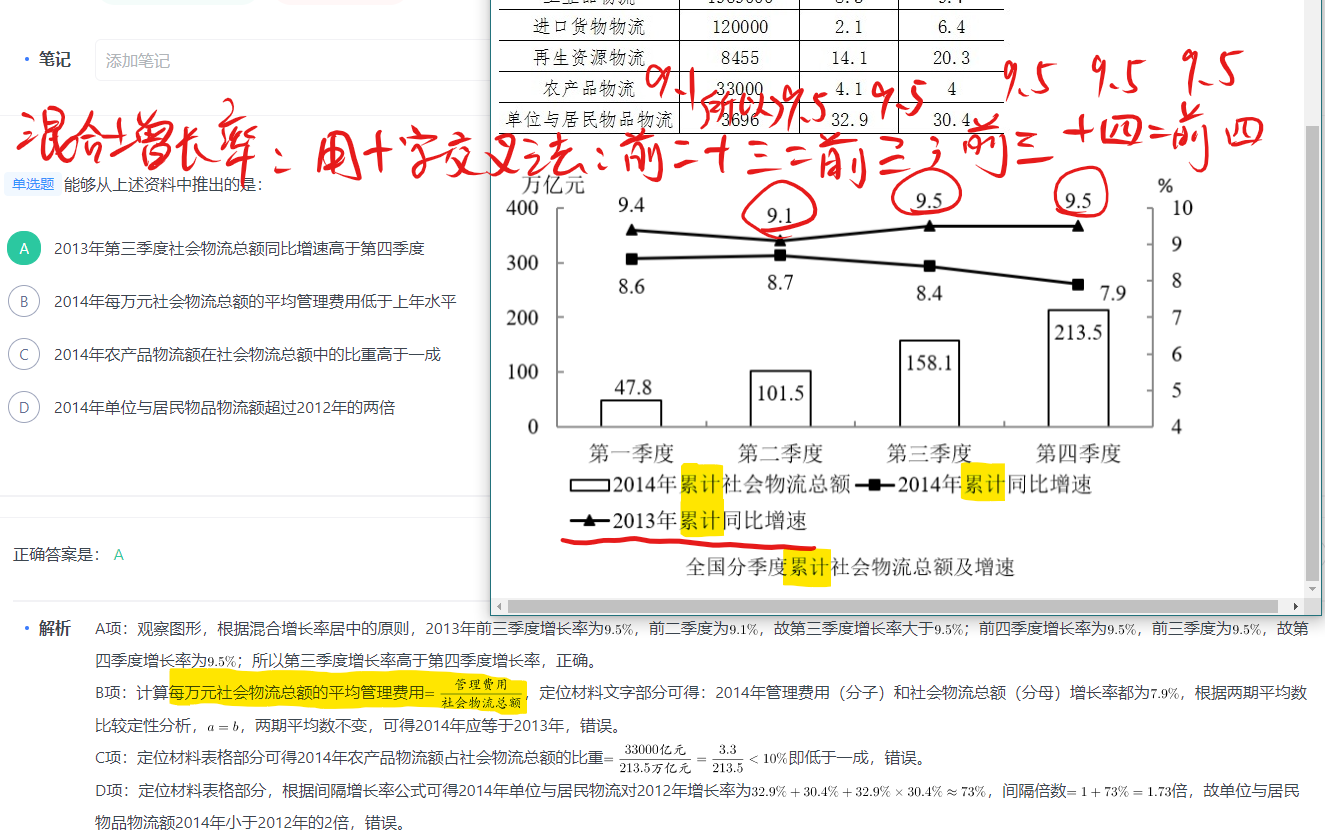 • 笔记
添加笔记
进口货物物流 120000 2.1 6.4
再生资源物流 8455 14.1 20.3
农产品物流 33000 4.1 4
单位与居民物品物流 3696 32.9 30.4
9.1 所以 9.5 9.5 9.5 9.5 9.5
混合增长率：用十字交叉法：前二十三=前三；前三十四=前四
单选题 能够从上述资料中推出的是：
A 2013年第三季度社会物流总额同比增速高于第四季度
B 2014年每万元社会物流总额的平均管理费用低于上年水平
C 2014年农产品物流额在社会物流总额中的比重高于一成
D 2014年单位与居民物品物流额超过2012年的两倍
万亿元 %
400 10
9
300 8
200 7
6
100 5
0 4
9.4 9.1 9.5 9.5
8.6 8.7 8.4 7.9
47.8 101.5 158.1 213.5
第一季度 第二季度 第三季度 第四季度
2014年累计社会物流总额 2014年累计同比增速
2013年累计同比增速
全国分季度累计社会物流总额及增速
正确答案是： A
• 解析
A项：观察图形，根据混合增长率居中的原则，2013年前三季度增长率为9.5%，前二季度为9.1%，故第三季度增长率大于9.5%；前四季度增长率为9.5%，前三季度为9.5%，故第
四季度增长率为9.5%；所以第三季度增长率高于第四季度增长率，正确。
B项：计算每万元社会物流总额的平均管理费用=管理费用/社会物流总额，定位材料文字部分可得：2014年管理费用（分子）和社会物流总额（分母）增长率都为7.9%，根据两期平均数
比较定性分析，a = b，两期平均数不变，可得2014年应等于2013年，错误。
C项：定位材料表格部分可得2014年农产品物流额占社会物流总额的比重=33000亿元/213.5万亿元=3.3/213.5<10%即低于一成，错误。
D项：定位材料表格部分，根据间隔增长率公式可得2014年单位与居民物流对2012年增长率为32.9%+30.4%+32.9%×30.4%≈73%，间隔倍数=1+73%=1.73倍，故单位与居民
物品物流额2014年小于2012年的2倍，错误。